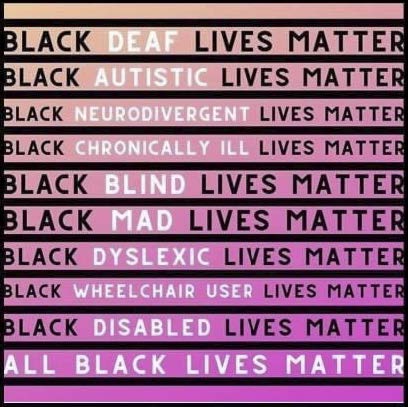 BLACK DEAF LIVES MATTER
BLACK AUTISTIC LIVES MATTER
BLACK NEURODIVERGENT LIVES MATTER
BLACK CHRONICALLY ILL LIVES MATTER
BLACK BLIND LIVES MATTER
BLACK MAD LIVES MATTER
BLACK DYSLEXIC LIVES MATTER
BLACK WHEELCHAIR USER LIVES MATTER
BLACK DISABLED LIVES MATTER
ALL BLACK LIVES MATTER